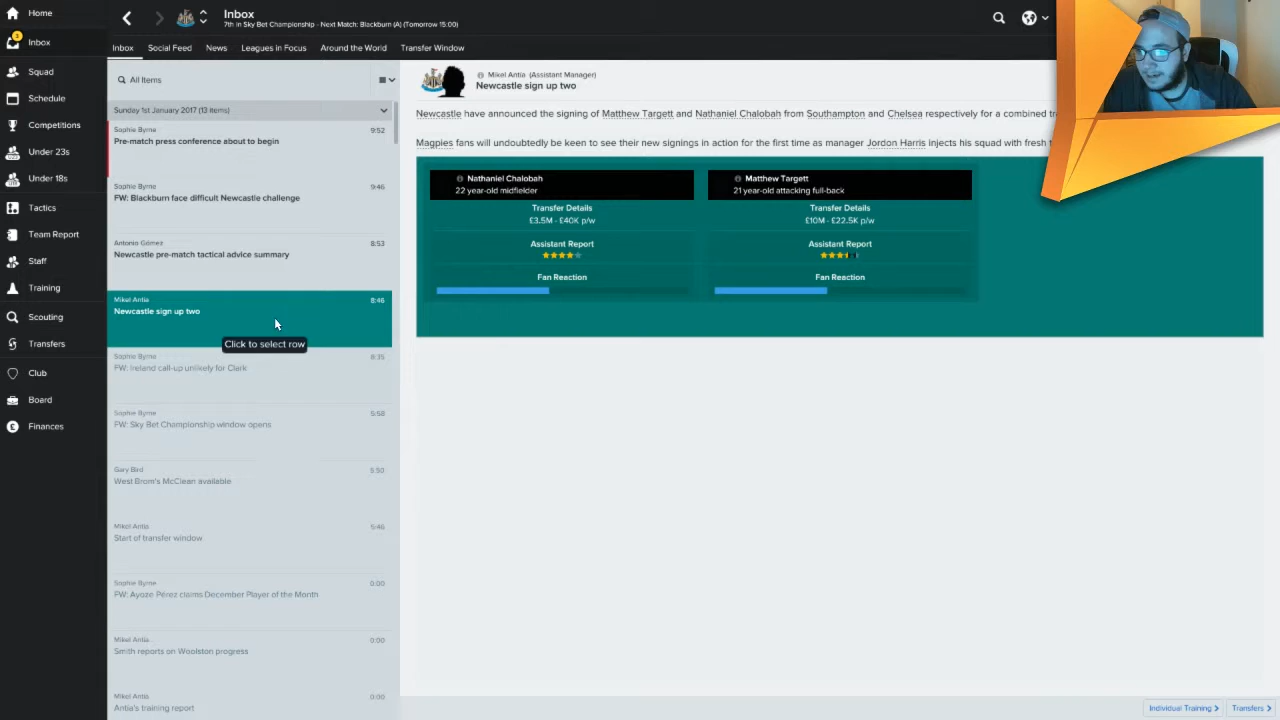 Home
Inbox
3
Squad
Schedule
Competitions
Under 23s
Under 18s
Tactics
Team Report
Staff
Training
Scouting
Transfers
Club
Board
Finances
Inbox
7th in Sky Bet Championship - Next Match: Blackburn (A) (Tomorrow 15:00)
Inbox Social Feed News Leagues in Focus Around the World Transfer Window
All Items
Sunday 1st January 2017 (13 items)
Sophie Byrne 9:52
Pre-match press conference about to begin
Sophie Byrne 9:46
FW: Blackburn face difficult Newcastle challenge
Antonio Gómez 8:53
Newcastle pre-match tactical advice summary
Mikel Antia 8:46
Newcastle sign up two
Click to select row
Sophie Byrne 8:35
FW: Ireland call-up unlikely for Clark
Sophie Byrne 5:58
FW: Sky Bet Championship window opens
Gary Bird 5:50
West Brom's McClean available
Mikel Antia 5:46
Start of transfer window
Sophie Byrne 0:00
FW: Ayoze Pérez claims December Player of the Month
Mikel Antia 0:00
Smith reports on Woolston progress
Mikel Antia 0:00
Antia's training report
Mikel Antia (Assistant Manager)
Newcastle sign up two
Newcastle have announced the signing of Matthew Targett and Nathaniel Chalobah from Southampton and Chelsea respectively for a combined
Magpies fans will undoubtedly be keen to see their new signings in action for the first time as manager Jordon Harris injects his squad with fresh
Nathaniel Chalobah
22 year-old midfielder
Transfer Details
£3.5M - £40K p/w
Assistant Report
Fan Reaction
Matthew Targett
21 year-old attacking full-back
Transfer Details
£10M - £22.5K p/w
Assistant Report
Fan Reaction
Individual Training Transfers